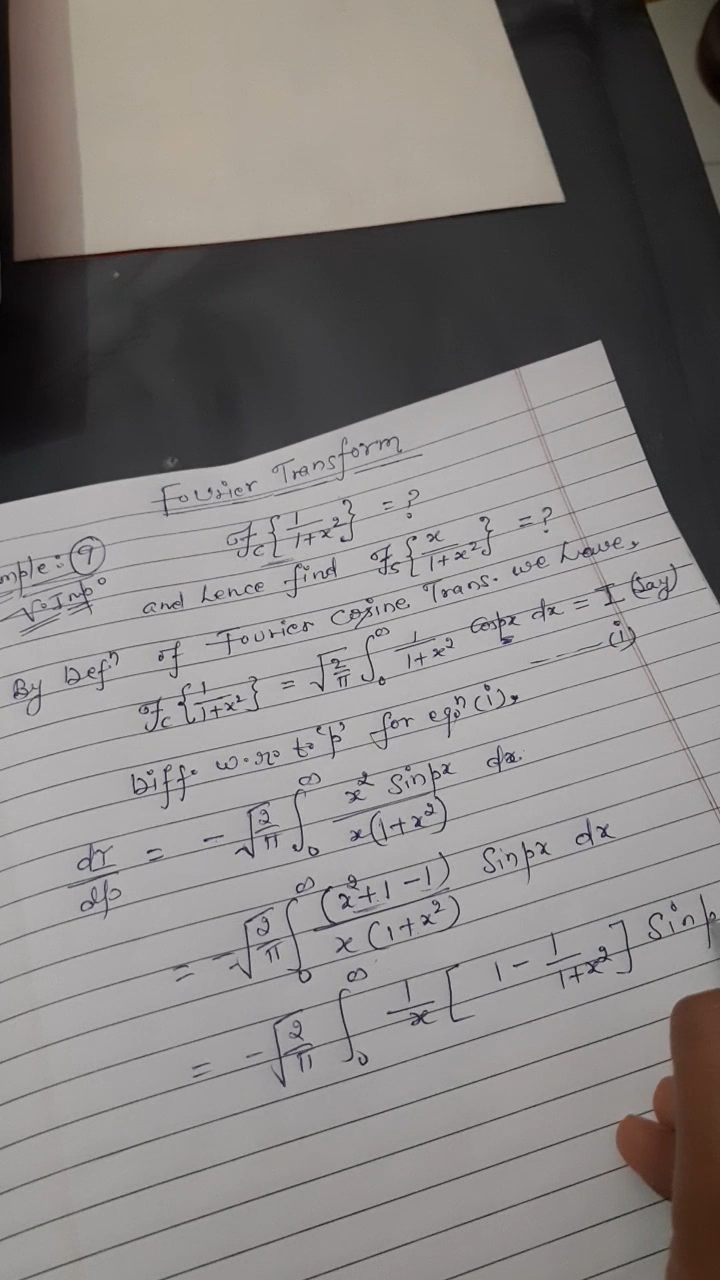 Fourier Transform
mple:- 9 Fc{1/(1+x²)} = ?
V. Imp° and hence find Fs{x/(1+x²)} = ?
By Defⁿ of Fourier Cosine Trans. we have,
Fc{1/(1+x²)} = √(2/π) ∫₀^∞ 1/(1+x²) Cospx dx = I (Say)
----(i)
Diff. w.r. to 'p' for eqⁿ(i),
dI/dp = -√(2/π) ∫₀^∞ x² Sinpx/x(1+x²) dx
= -√(2/π) ∫₀^∞ (x²+1-1)/x(1+x²) Sinpx dx
= -√(2/π) ∫₀^∞ 1/x [1 - 1/(1+x²)] Sinp